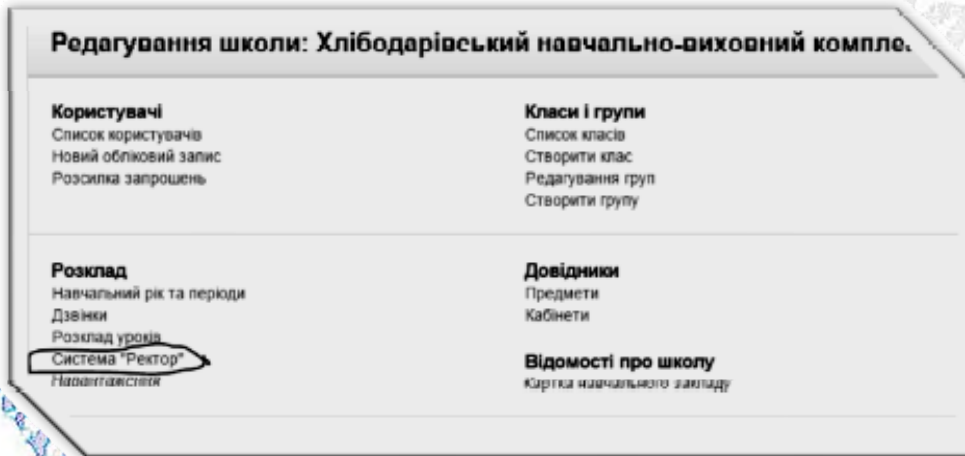 Редагування школи: Хлібодарівський навчально-виховний компле
Користувачі
Список користувачів
Новий обліковий запис
Розсилка запрошень
Класи і групи
Список класів
Створити клас
Редагування груп
Створити групу
Розклад
Навчальний рік та періоди
Дзвінки
Розклад уроків
Система "Ректор"
Навантаження
Довідники
Предмети
Кабінети
Відомості про школу
Картка навчального закладу